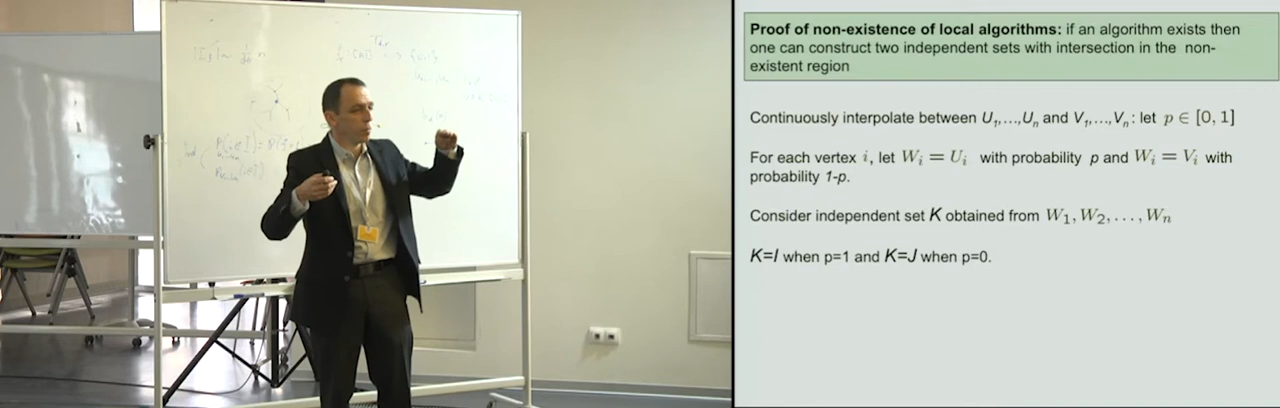 Proof of non-existence of local algorithms: if an algorithm exists then
one can construct two independent sets with intersection in the non-
existent region
Continuously interpolate between U₁,…,Uₙ and V₁,…,Vₙ: let p ∈ [0, 1]
For each vertex i, let Wᵢ = Uᵢ with probability p and Wᵢ = Vᵢ with
probability 1-p.
Consider independent set K obtained from W₁, W₂, . . . , Wₙ
K=I when p=1 and K=J when p=0.